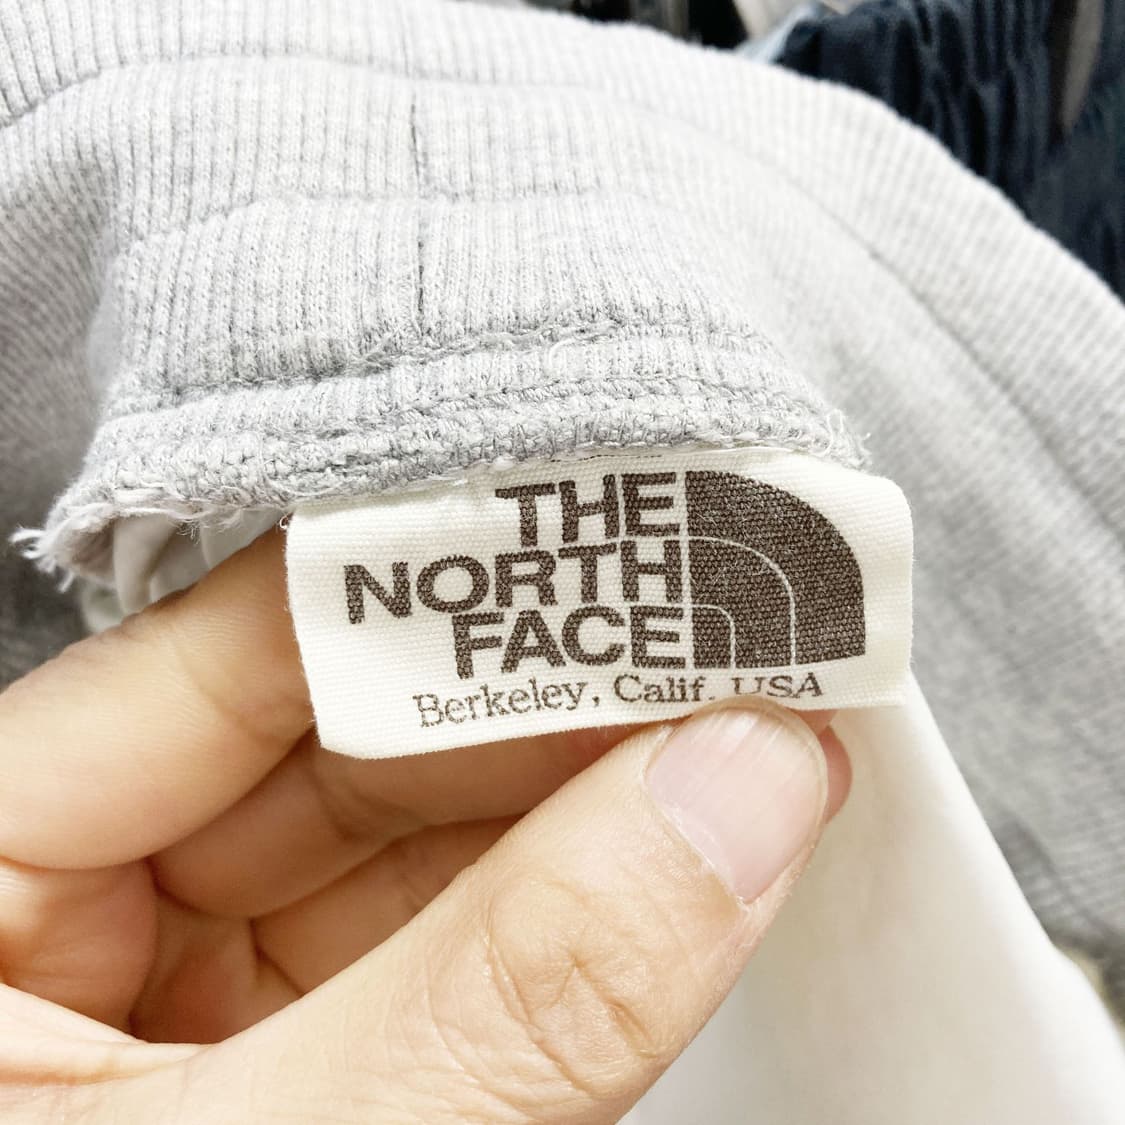 THE
NORTH
FACE
Berkeley, Calif. USA